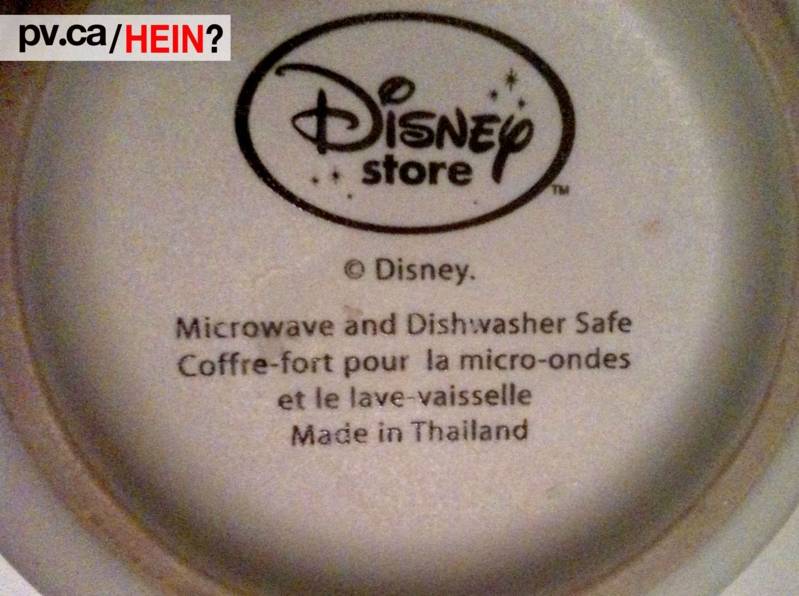 pv.ca/HEIN?
Disney
store
TM
© Disney.
Microwave and Dishwasher Safe
Coffre-fort pour la micro-ondes
et le lave-vaisselle
Made in Thailand